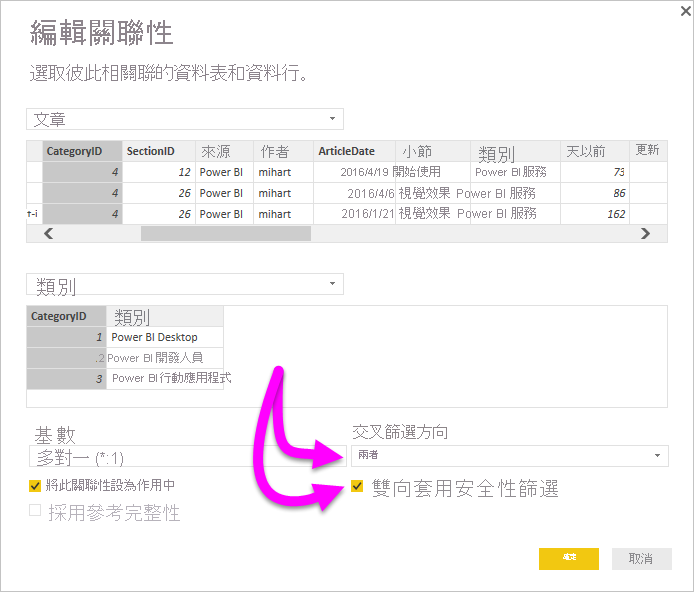 編輯關聯性
選取彼此相關聯的資料表和資料行。
文章
CategoryID SectionID 來源 作者 ArticleDate 小節 類別 天以前 更新
4 12 Power BI mihart 2016/4/19 開始使用 Power BI服務 73
4 26 Power BI mihart 2016/4/6 視覺效果 Power BI 服務 86
r-i 4 26 Power BI mihart 2016/1/21 視覺效果 Power BI 服務 162
類別
CategoryID 類別
1 Power BI Desktop
.2 Power BI 開發人員
3 Power BI 行動應用程式
基數 交叉篩選方向
多對一 (*:1) 兩者
將此關聯性設為作用中 雙向套用安全性篩選
採用參考完整性
確定 取消